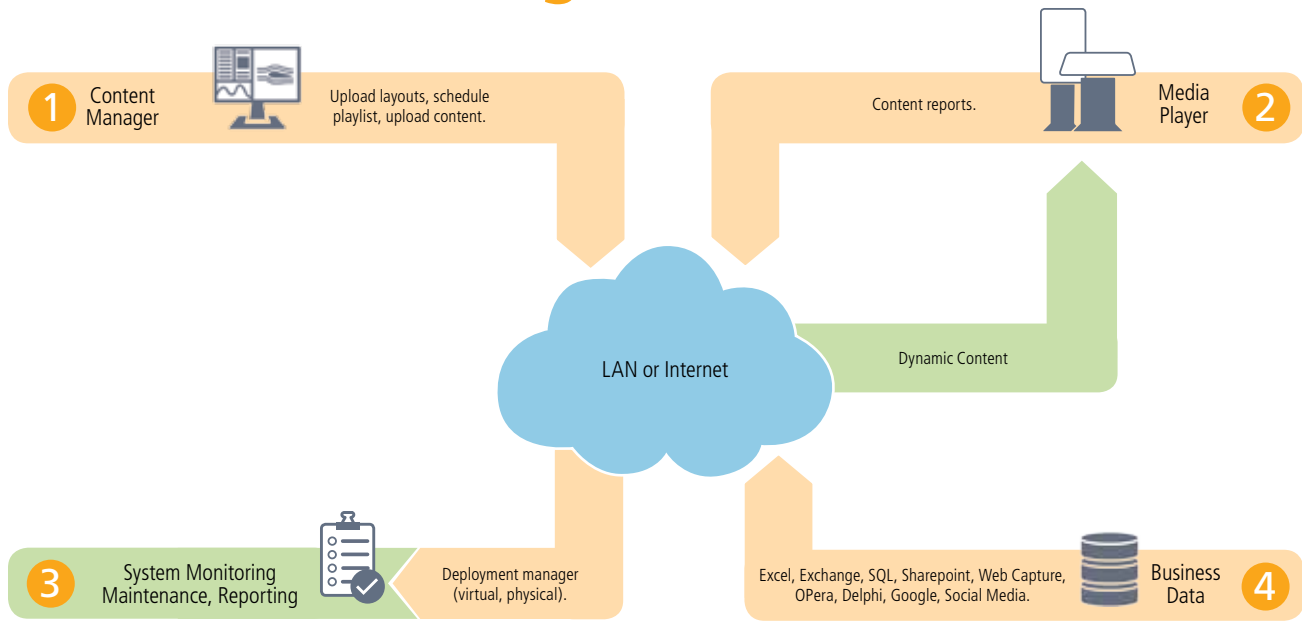 1
Content
Manager
Upload layouts, schedule
playlist, upload content.
Content reports.
Media
Player
2
LAN or Internet
Dynamic Content
3
System Monitoring
Maintenance, Reporting
Deployment manager
(virtual, physical).
Excel, Exchange, SQL, Sharepoint, Web Capture,
OPera, Delphi, Google, Social Media.
Business
Data
4